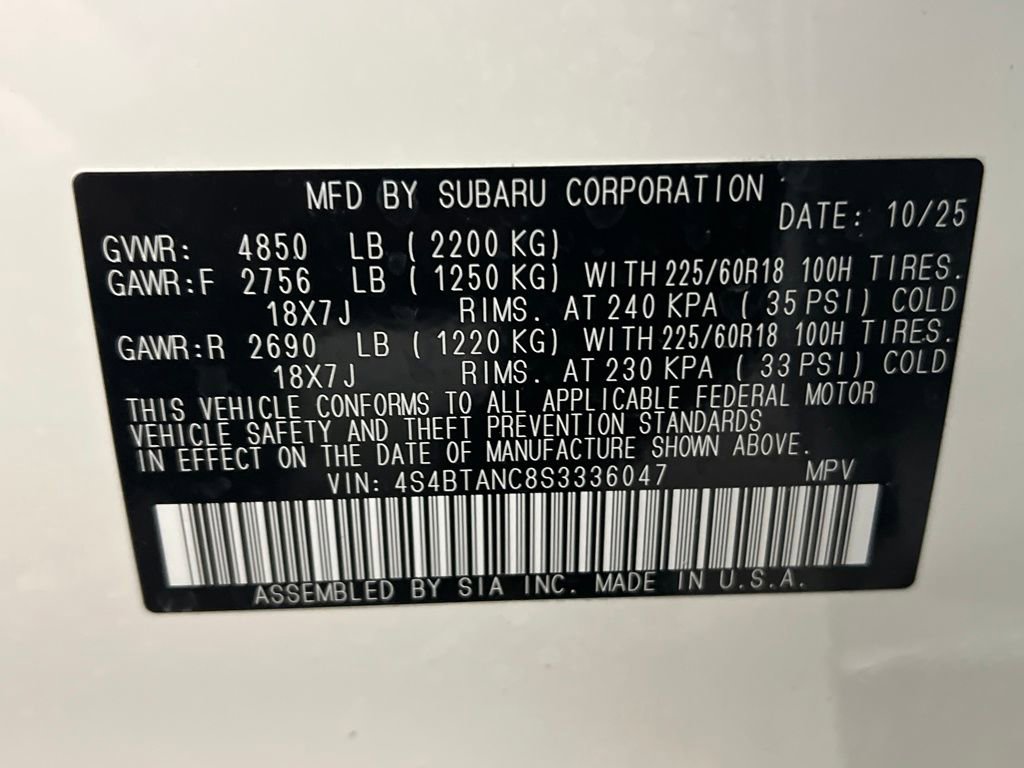 MFD BY SUBARU CORPORATION
DATE: 10/25
GVWR: 4850 LB ( 2200 KG)
GAWR:F 2756 LB ( 1250 KG) WITH 225/60R18 100H TIRES.
18X7J RIMS. AT 240 KPA ( 35 PSI) COLD
GAWR:R 2690 LB ( 1220 KG) WITH 225/60R18 100H TIRES.
18X7J RIMS. AT 230 KPA ( 33 PSI) COLD
THIS VEHICLE CONFORMS TO ALL APPLICABLE FEDERAL MOTOR
VEHICLE SAFETY AND THEFT PREVENTION STANDARDS
IN EFFECT ON THE DATE OF MANUFACTURE SHOWN ABOVE.
VIN: 4S4BTANC8S3336047 MPV
ASSEMBLED BY SIA INC. MADE IN U.S.A.